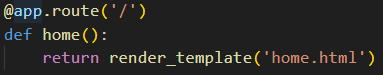 @app.route('/')
def home():
    return render_template('home.html')